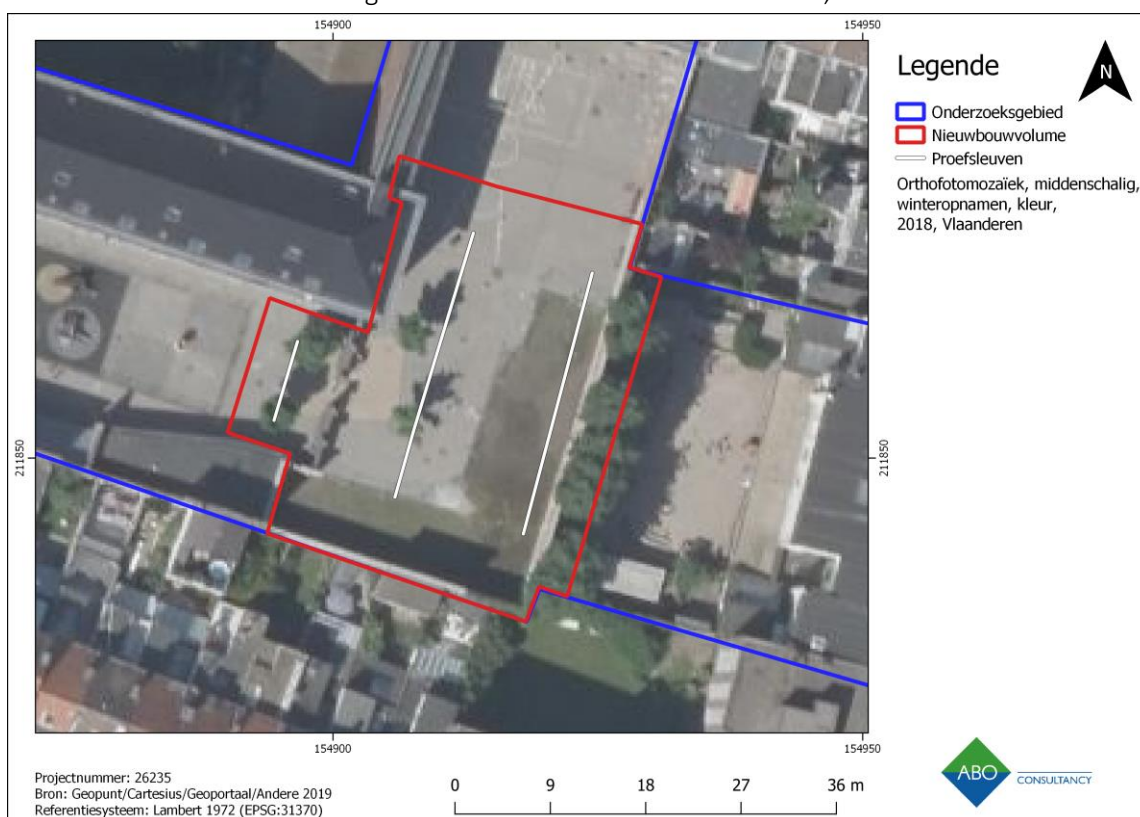 154900
154950
Legende
N
Onderzoeksgebied
Nieuwbouwvolume
Proefsleuven
Orthofotomozaïek, middenschalig,
winteropnamen, kleur,
2018, Vlaanderen
211850
211850
154900
154950
Projectnummer: 26235
Bron: Geopunt/Cartesius/Geoportaal/Andere 2019
Referentiesysteem: Lambert 1972 (EPSG:31370)
0 9 18 27 36 m
ABO CONSULTANCY